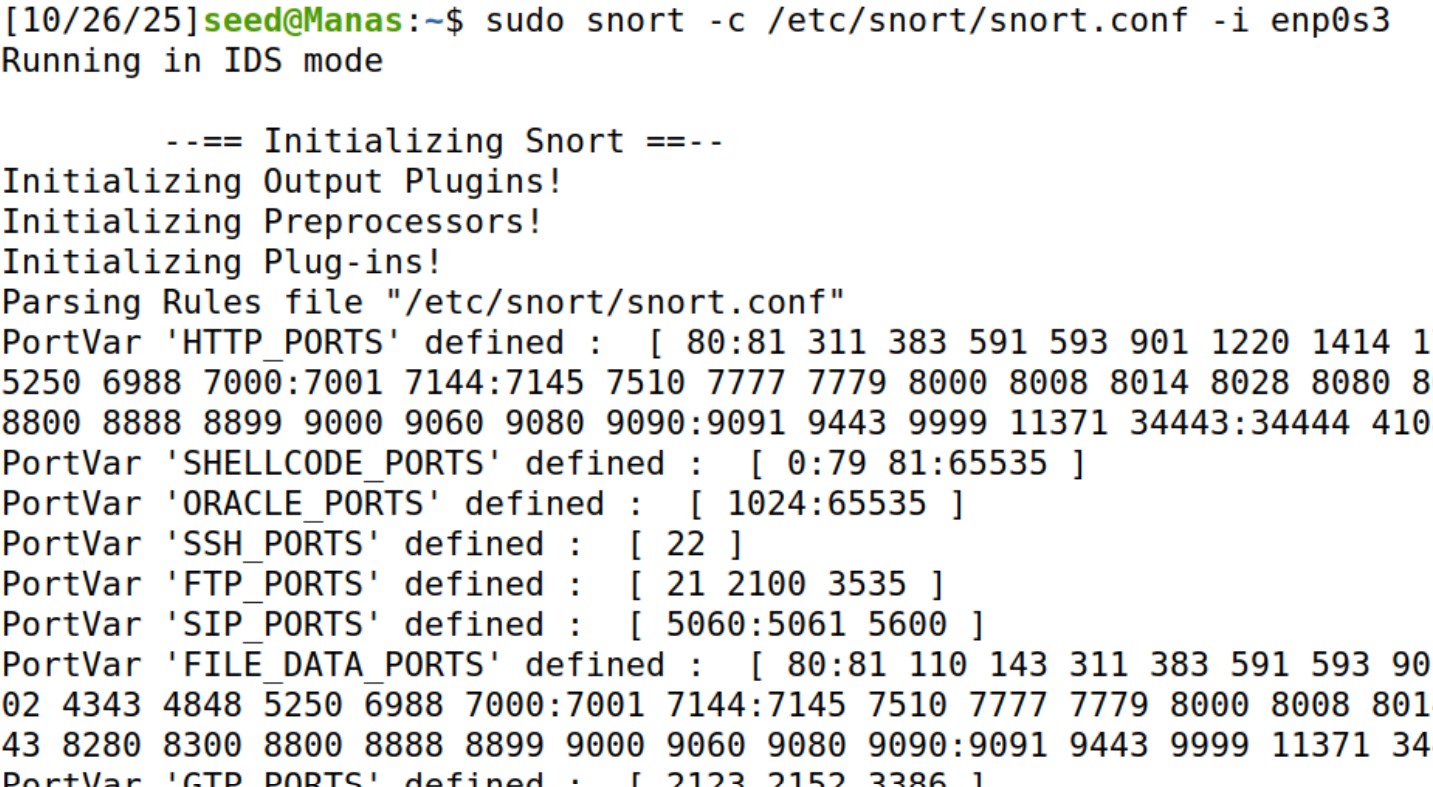 [10/26/25]seed@Manas:~$ sudo snort -c /etc/snort/snort.conf -i enp0s3
Running in IDS mode
--== Initializing Snort ==--
Initializing Output Plugins!
Initializing Preprocessors!
Initializing Plug-ins!
Parsing Rules file "/etc/snort/snort.conf"
PortVar 'HTTP_PORTS' defined :  [ 80:81 311 383 591 593 901 1220 1414 1
5250 6988 7000:7001 7144:7145 7510 7777 7779 8000 8008 8014 8028 8080 8
8800 8888 8899 9000 9060 9080 9090:9091 9443 9999 11371 34443:34444 410
PortVar 'SHELLCODE_PORTS' defined :  [ 0:79 81:65535 ]
PortVar 'ORACLE_PORTS' defined :  [ 1024:65535 ]
PortVar 'SSH_PORTS' defined :  [ 22 ]
PortVar 'FTP_PORTS' defined :  [ 21 2100 3535 ]
PortVar 'SIP_PORTS' defined :  [ 5060:5061 5600 ]
PortVar 'FILE_DATA_PORTS' defined :  [ 80:81 110 143 311 383 591 593 90
02 4343 4848 5250 6988 7000:7001 7144:7145 7510 7777 7779 8000 8008 801
43 8280 8300 8800 8888 8899 9000 9060 9080 9090:9091 9443 9999 11371 34
PortVar 'GTP_PORTS' defined :  [ 2123 2152 3386 ]